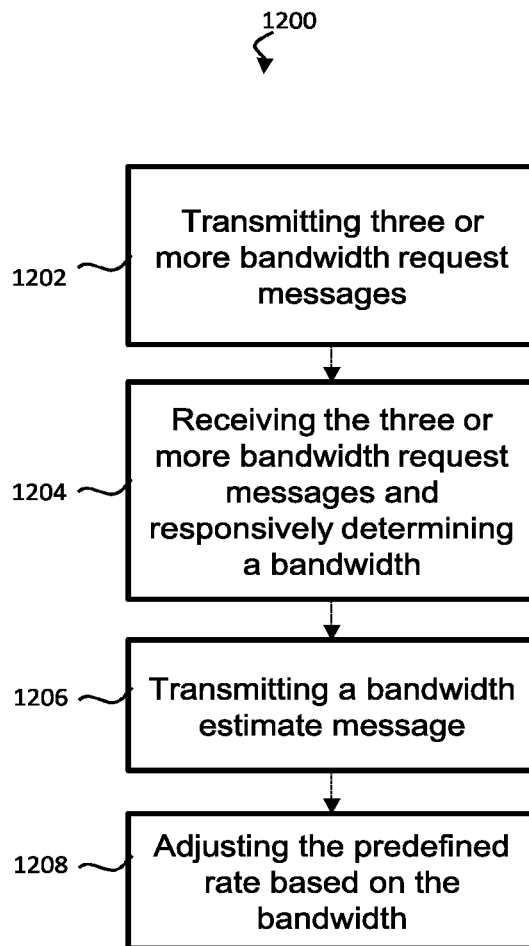 1200
1202
Transmitting three or
more bandwidth request
messages
1204
Receiving the three or
more bandwidth request
messages and
responsively determining
a bandwidth
1206
Transmitting a bandwidth
estimate message
1208
Adjusting the predefined
rate based on the
bandwidth